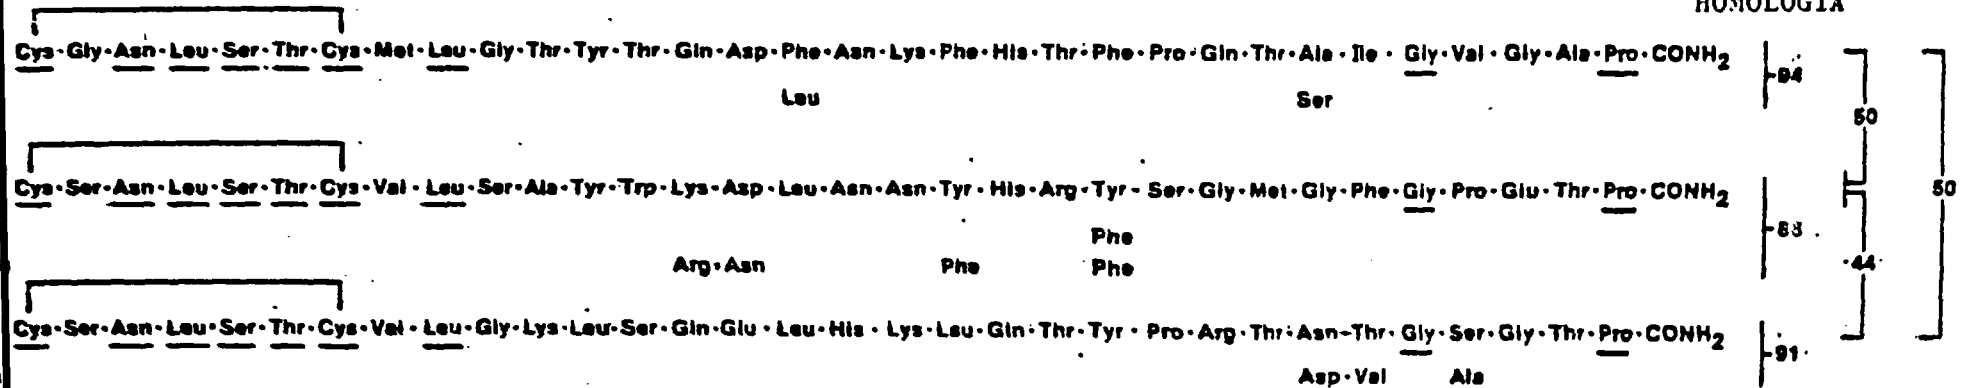 HOMOLOGIA
Cys-Gly-Asn-Leu-Ser-Thr-Cys-Met-Leu-Gly-Thr-Tyr-Thr-Gln-Asp-Phe-Asn-Lys-Phe-His-Thr-Phe-Pro-Gln-Thr-Ala-Ile-Gly-Val-Gly-Ala-Pro-CONH2
94
Leu Ser
50
Cys-Ser-Asn-Leu-Ser-Thr-Cys-Val-Leu-Ser-Ala-Tyr-Trp-Lys-Asp-Leu-Asn-Asn-Tyr-His-Arg-Tyr-Ser-Gly-Met-Gly-Phe-Gly-Pro-Glu-Thr-Pro-CONH2
50
Phe
Arg-Asn Phe Phe
44
Cys-Ser-Asn-Leu-Ser-Thr-Cys-Val-Leu-Gly-Lys-Leu-Ser-Gln-Glu-Leu-His-Lys-Leu-Gln-Thr-Tyr-Pro-Arg-Thr-Asn-Thr-Gly-Ser-Gly-Thr-Pro-CONH2
91
Asp-Val Ala